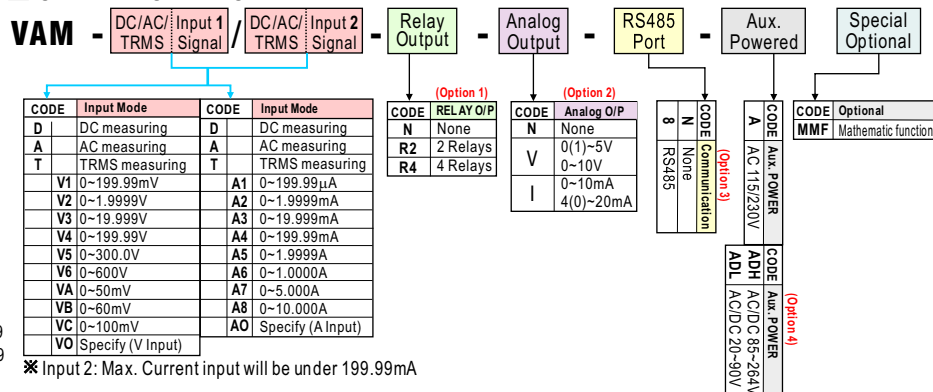 VAM - DC/AC/ TRMS Input 1 Signal / DC/AC/ TRMS Input 2 Signal - Relay Output - Analog Output - RS485 Port - Aux. Powered Special Optional
CODE Input Mode
D DC measuring
A AC measuring
T TRMS measuring
V1 0~199.99mV
V2 0~1.9999V
V3 0~19.999V
V4 0~199.99V
V5 0~300.0V
V6 0~600V
VA 0~50mV
VB 0~60mV
VC 0~100mV
VO Specify (V Input)
CODE Input Mode
D DC measuring
A AC measuring
T TRMS measuring
A1 0~199.99µA
A2 0~1.9999mA
A3 0~19.999mA
A4 0~199.99mA
A5 0~1.9999A
A6 0~1.0000A
A7 0~5.000A
A8 0~10.000A
AO Specify (A Input)
※ Input 2: Max. Current input will be under 199.99mA
(Option 1)
CODE RELAY O/P
N None
R2 2 Relays
R4 4 Relays
(Option 2)
CODE Analog O/P
N None
V 0(1)~5V
0~10V
I 0~10mA
4(0)~20mA
(Option 3)
CODE Communication
N None
8 RS485
CODE Aux. POWER
A AC 115/230V
(Option 4)
CODE Aux. POWER
ADH AC/DC 85~264V
ADL AC/DC 20~90V
CODE Optional
MMF Mathematic function
9
9